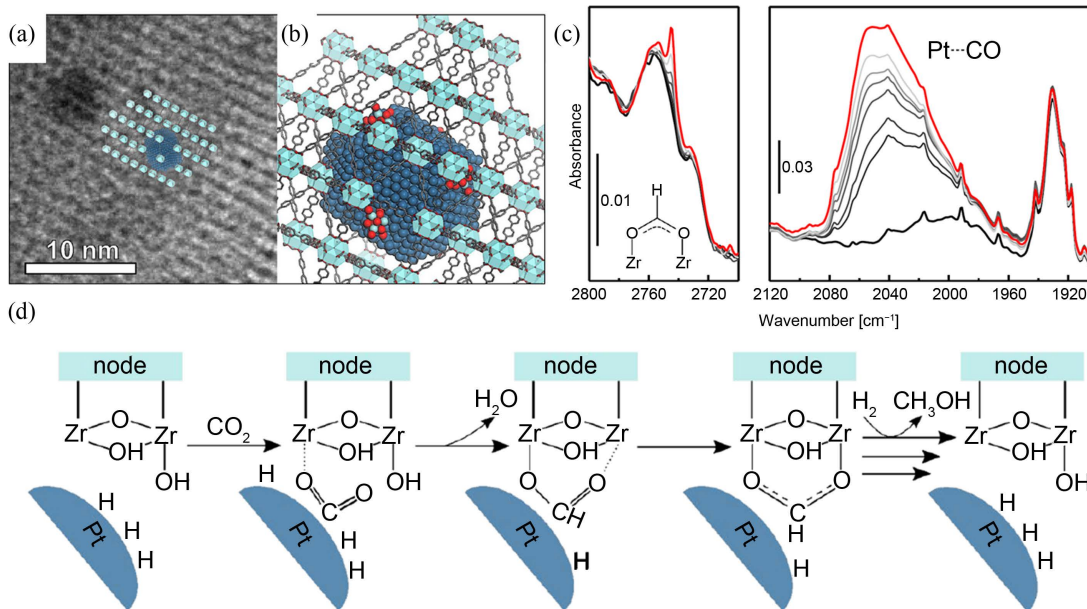 (a)
10 nm
(b)
(c)
Absorbance
0.01
H
O O
Zr Zr
2800 2760 2720
Pt---CO
0.03
2120 2080 2040 2000 1960 1920
Wavenumber [cm⁻¹]
(d)
node node node node node
O O O O O
Zr Zr Zr Zr Zr Zr Zr Zr Zr Zr
OH OH OH OH OH
CO₂
H₂O
H₂ CH₃OH
OH OH OH
O C O
O CH O
O C O
H
Pt H H H
H Pt H H
Pt H
Pt H
Pt H H H